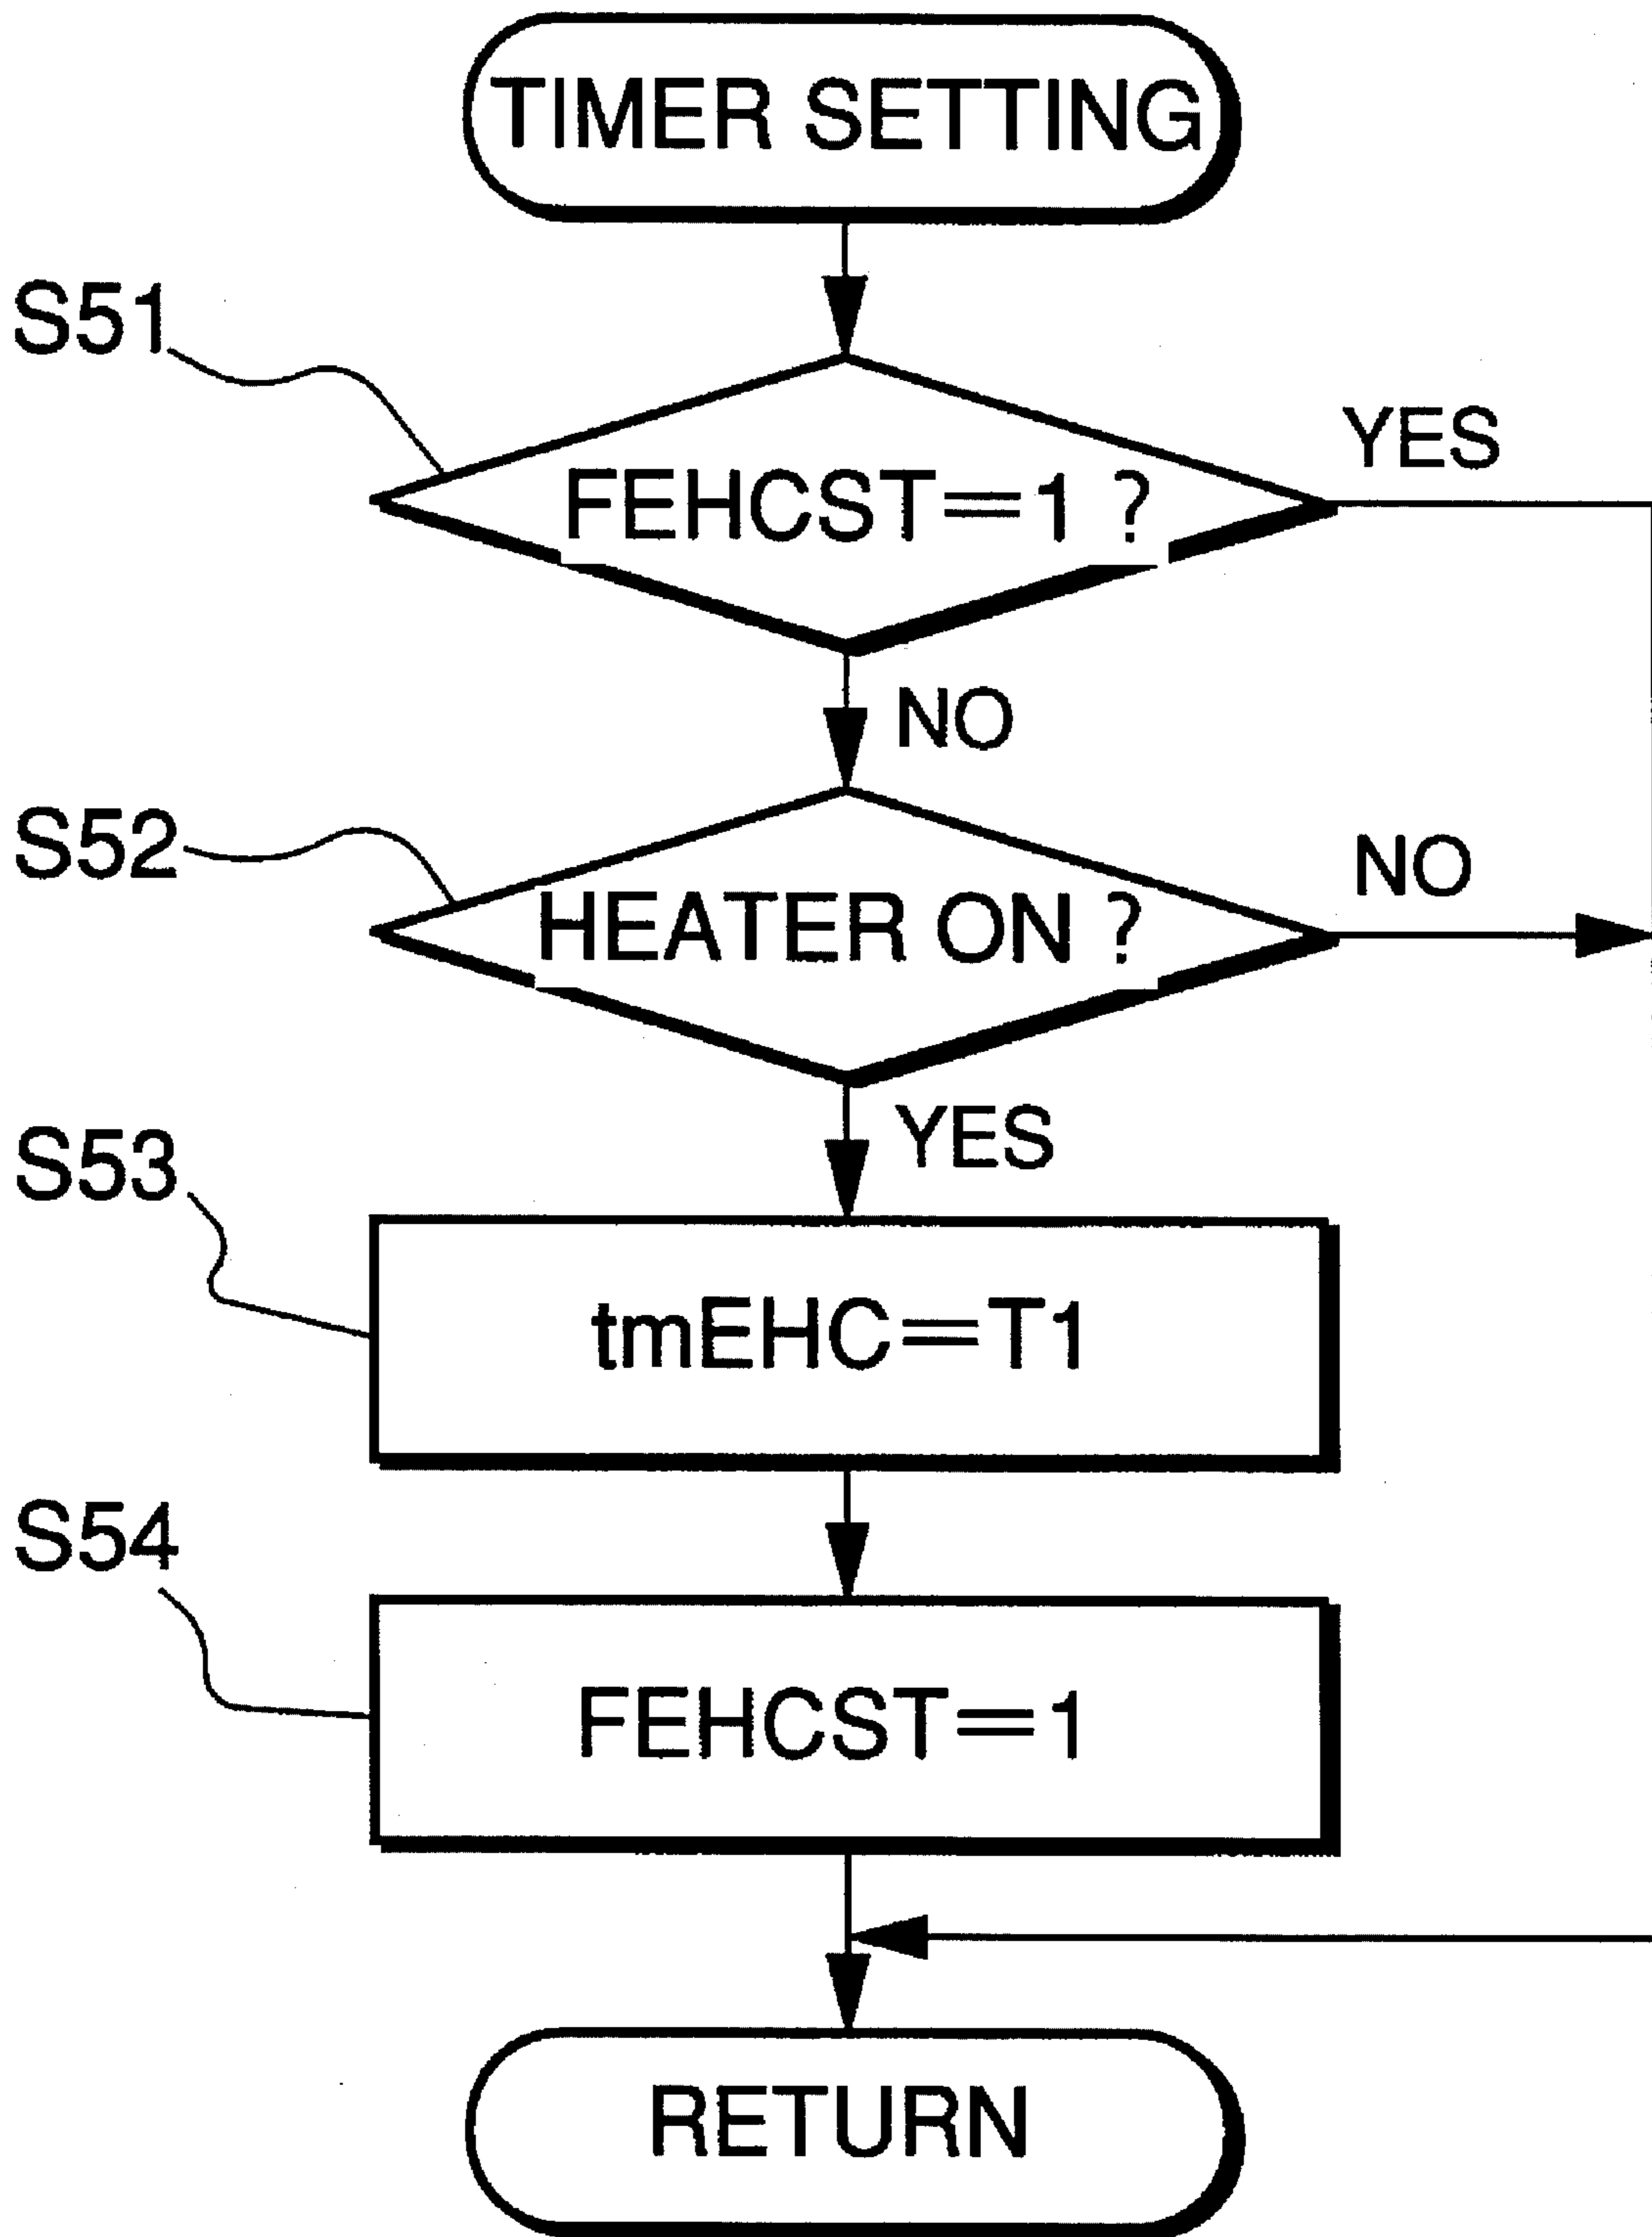 TIMER SETTING
S51
YES
FEHCST=1 ?
NO
S52
NO
HEATER ON ?
YES
S53
tmEHC=T1
S54
FEHCST=1
RETURN